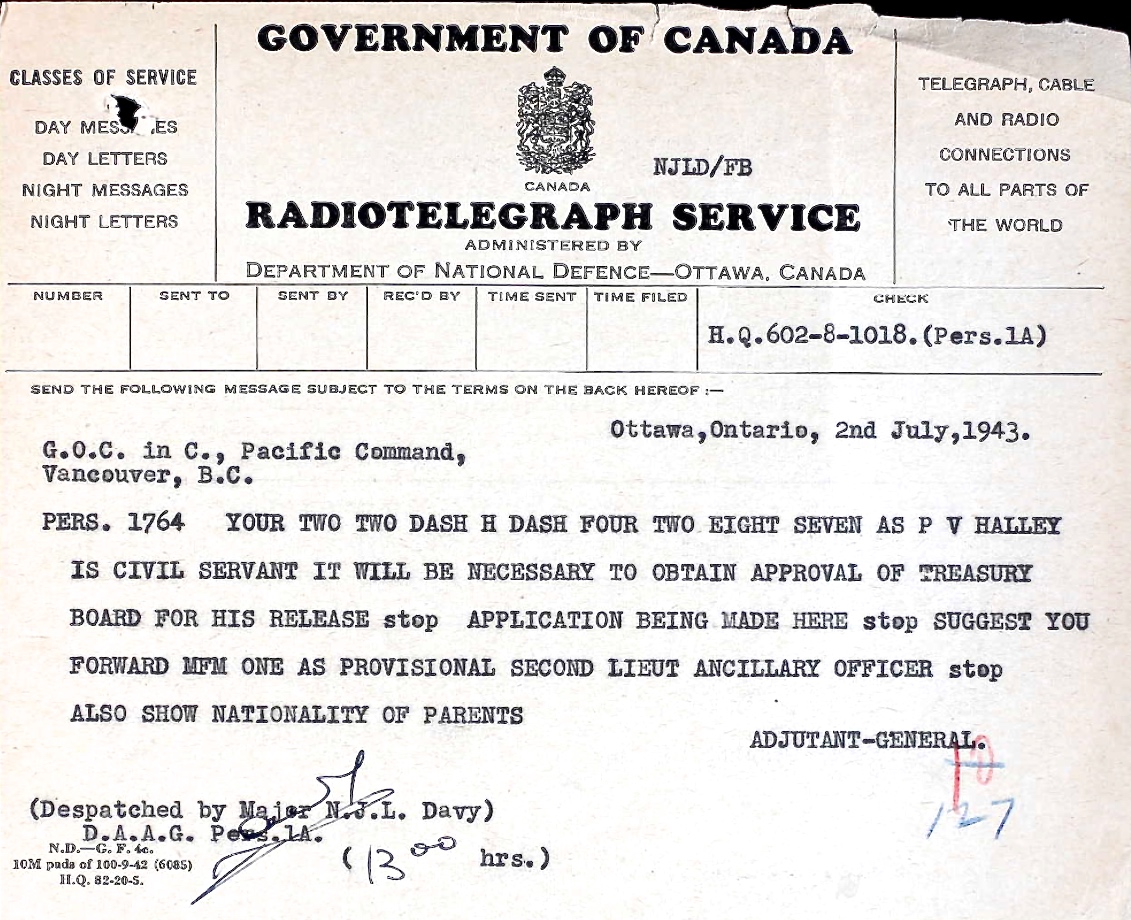 GOVERNMENT OF CANADA
CLASSES OF SERVICE
DAY MES ES
DAY LETTERS
NIGHT MESSAGES
NIGHT LETTERS
CANADA
NJLD/FB
RADIOTELEGRAPH SERVICE
ADMINISTERED BY
DEPARTMENT OF NATIONAL DEFENCE—OTTAWA, CANADA
TELEGRAPH, CABLE
AND RADIO
CONNECTIONS
TO ALL PARTS OF
THE WORLD
NUMBER SENT TO SENT BY REC'D BY TIME SENT TIME FILED CHECK
H.Q.602-8-1018.(Pers.1A)
SEND THE FOLLOWING MESSAGE SUBJECT TO THE TERMS ON THE BACK HEREOF :—
Ottawa,Ontario, 2nd July,1943.
G.O.C. in C., Pacific Command,
Vancouver, B.C.
PERS. 1764 YOUR TWO TWO DASH H DASH FOUR TWO EIGHT SEVEN AS P V HALLEY
IS CIVIL SERVANT IT WILL BE NECESSARY TO OBTAIN APPROVAL OF TREASURY
BOARD FOR HIS RELEASE stop APPLICATION BEING MADE HERE stop SUGGEST YOU
FORWARD MFM ONE AS PROVISIONAL SECOND LIEUT ANCILLARY OFFICER stop
ALSO SHOW NATIONALITY OF PARENTS
ADJUTANT-GENERAL.
127
(Despatched by Major N.J.L. Davy)
D.A.A.G. Pers.1A.
(13 00 hrs.)
N.D.—G. F. 4c.
10M pads of 100-9-42 (6085)
H.Q. 82-20-S.